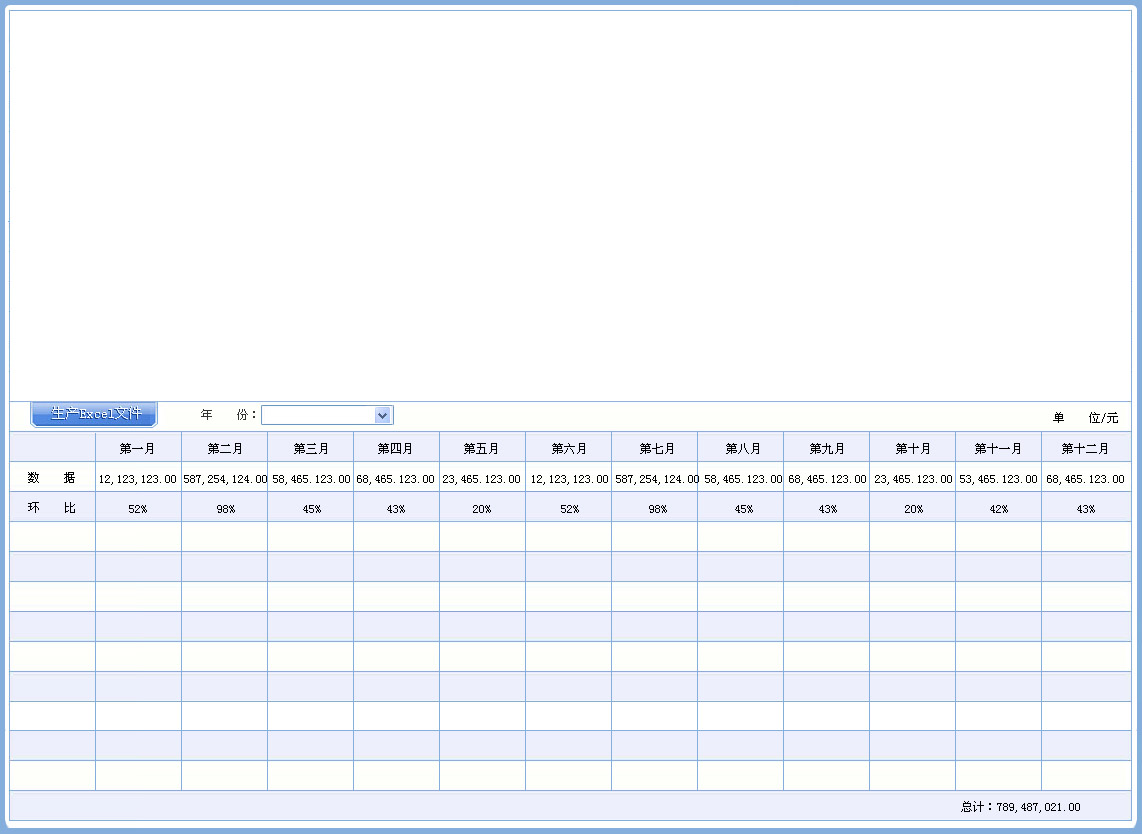 生产Excel文件 年 份： 单 位/元
第一月 第二月 第三月 第四月 第五月 第六月 第七月 第八月 第九月 第十月 第十一月 第十二月
数 据 12,123,123.00 587,254,124.00 58,465.123.00 68,465.123.00 23,465.123.00 12,123,123.00 587,254,124.00 58,465.123.00 68,465.123.00 23,465.123.00 53,465.123.00 68,465.123.00
环 比 52% 98% 45% 43% 20% 52% 98% 45% 43% 20% 42% 43%
总计：789,487,021.00